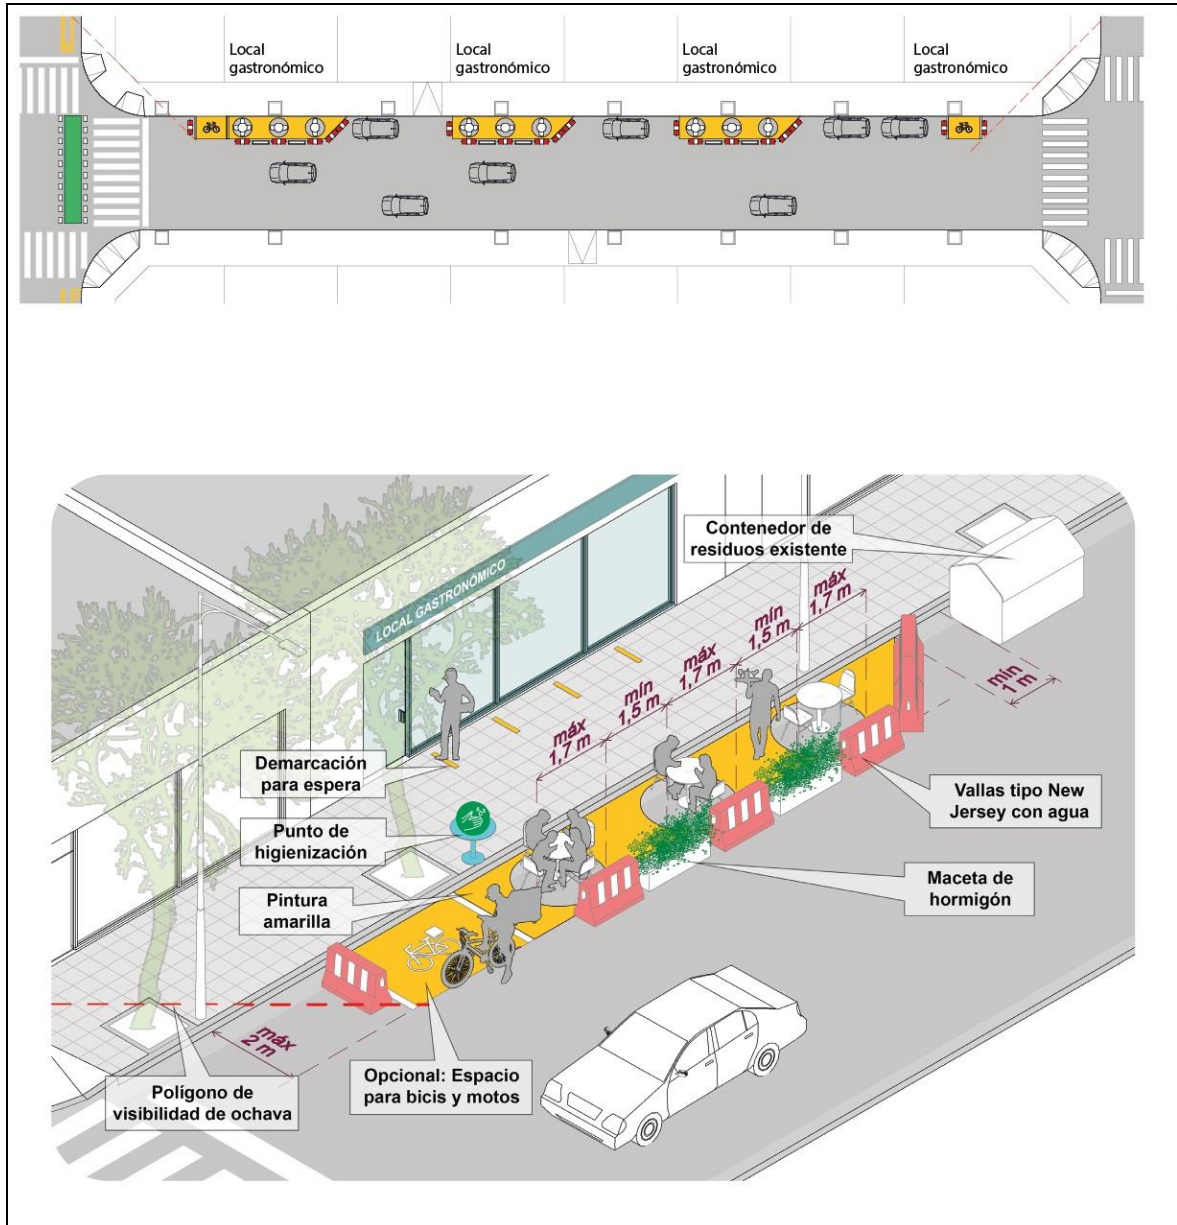 Local
gastronómico
Local
gastronómico
Local
gastronómico
Local
gastronómico
Contenedor de
residuos existente
LOCAL GASTRONÓMICO
máx
1,7 m
mín
1,5 m
máx
1,7 m
mín
1,5 m
máx
1,7 m
mín
1 m
Demarcación
para espera
Punto de
higienización
Pintura
amarilla
Vallas tipo New
Jersey con agua
Maceta de
hormigón
máx
2 m
Polígono de
visibilidad de ochava
Opcional: Espacio
para bicis y motos